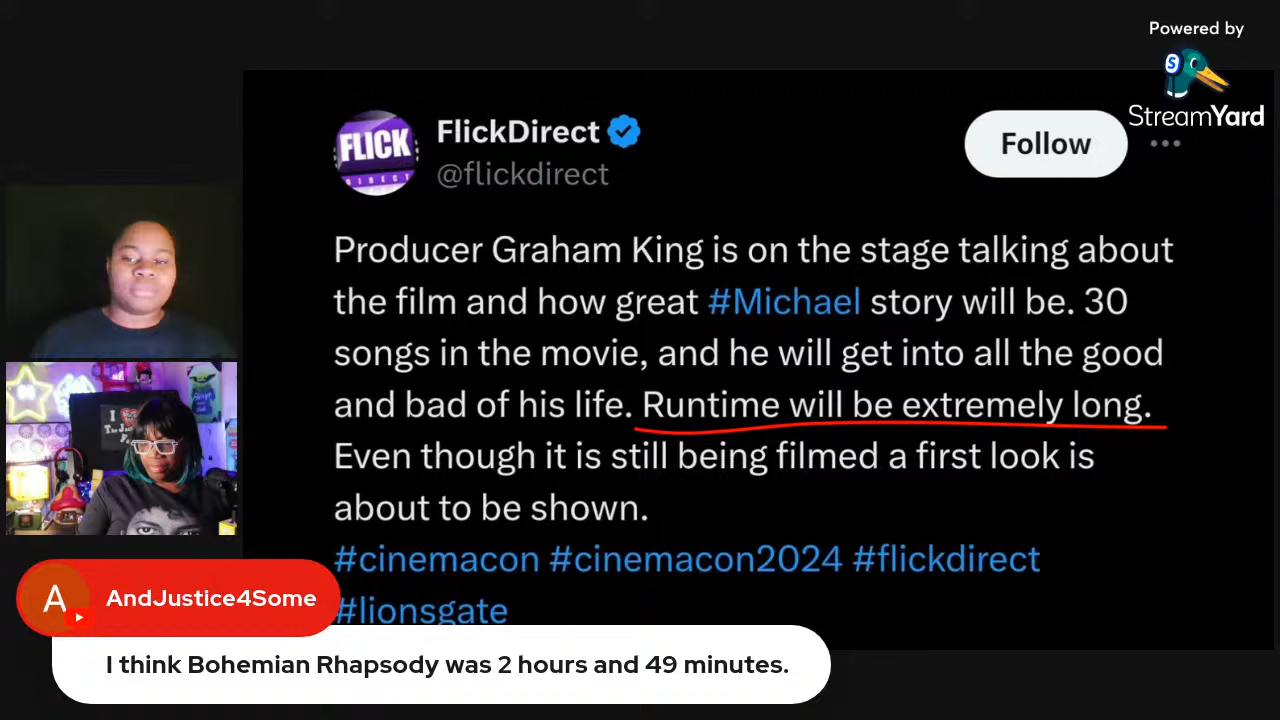 Powered by
StreamYard
S
FLICK
DIRECT
FlickDirect
@flickdirect
Follow
Producer Graham King is on the stage talking about
the film and how great #Michael story will be. 30
songs in the movie, and he will get into all the good
and bad of his life. Runtime will be extremely long.
Even though it is still being filmed a first look is
about to be shown.
#cinemacon #cinemacon2024 #flickdirect
#lionsgate
A
AndJustice4Some
I think Bohemian Rhapsody was 2 hours and 49 minutes.